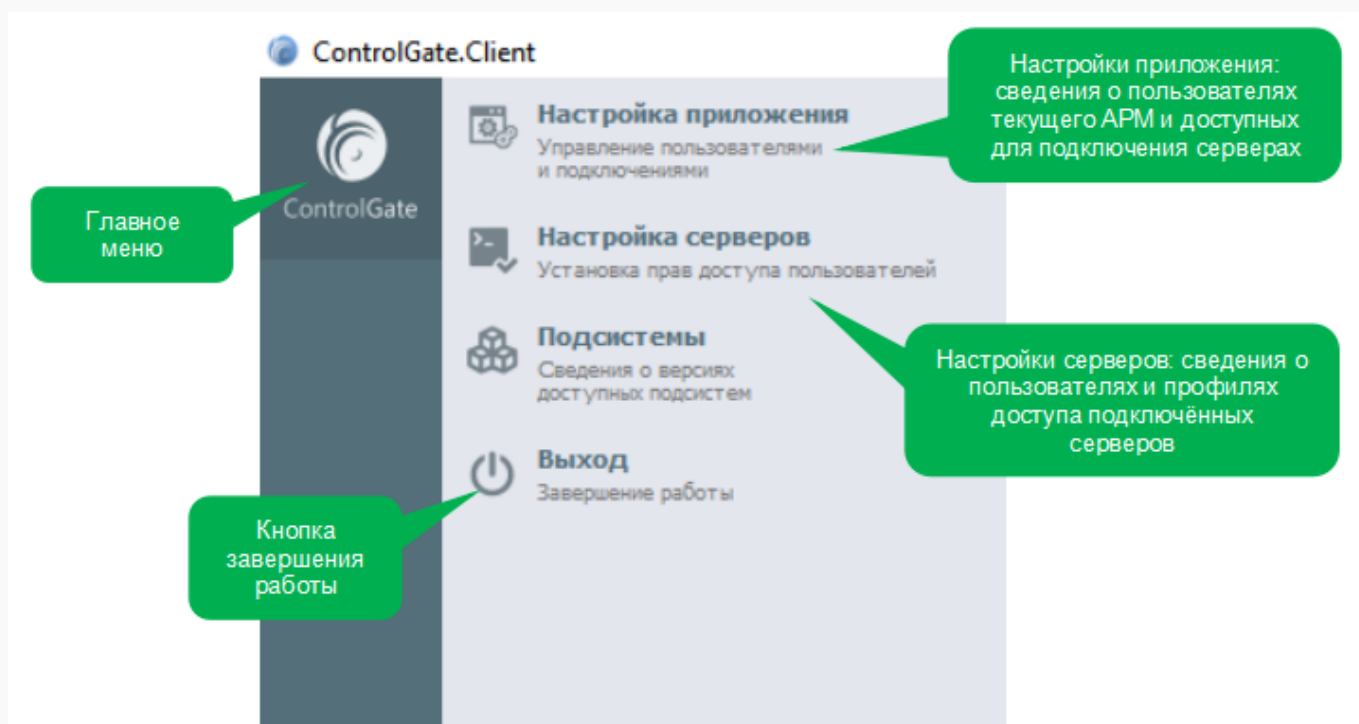 ControlGate.Client
Настройки приложения:
сведения о пользователях
текущего АРМ и доступных
для подключения серверах
Настройка приложения
Управление пользователями
и подключениями
Главное
меню
ControlGate
Настройка серверов
Установка прав доступа пользователей
Подсистемы
Сведения о версиях
доступных подсистем
Настройки серверов: сведения о
пользователях и профилях
доступа подключённых
серверов
Выход
Завершение работы
Кнопка
завершения
работы